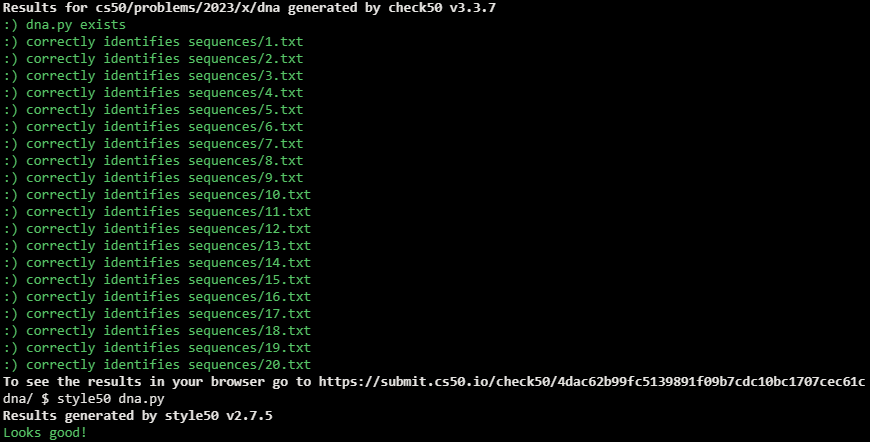 Results for cs50/problems/2023/x/dna generated by check50 v3.3.7
:) dna.py exists
:) correctly identifies sequences/1.txt
:) correctly identifies sequences/2.txt
:) correctly identifies sequences/3.txt
:) correctly identifies sequences/4.txt
:) correctly identifies sequences/5.txt
:) correctly identifies sequences/6.txt
:) correctly identifies sequences/7.txt
:) correctly identifies sequences/8.txt
:) correctly identifies sequences/9.txt
:) correctly identifies sequences/10.txt
:) correctly identifies sequences/11.txt
:) correctly identifies sequences/12.txt
:) correctly identifies sequences/13.txt
:) correctly identifies sequences/14.txt
:) correctly identifies sequences/15.txt
:) correctly identifies sequences/16.txt
:) correctly identifies sequences/17.txt
:) correctly identifies sequences/18.txt
:) correctly identifies sequences/19.txt
:) correctly identifies sequences/20.txt
To see the results in your browser go to https://submit.cs50.io/check50/4dac62b99fc5139891f09b7cdc10bc1707cec61c
dna/ $ style50 dna.py
Results generated by style50 v2.7.5
Looks good!